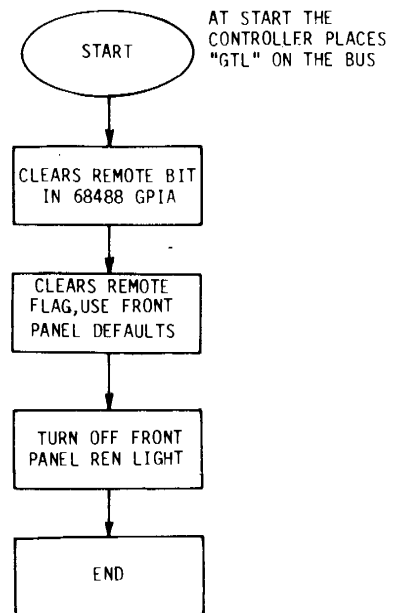 START
AT START THE
CONTROLLER PLACES
"GTL" ON THE BUS
CLEARS REMOTE BIT
IN 68488 GPIA
CLEARS REMOTE
FLAG,USE FRONT
PANEL DEFAULTS
TURN OFF FRONT
PANEL REN LIGHT
END